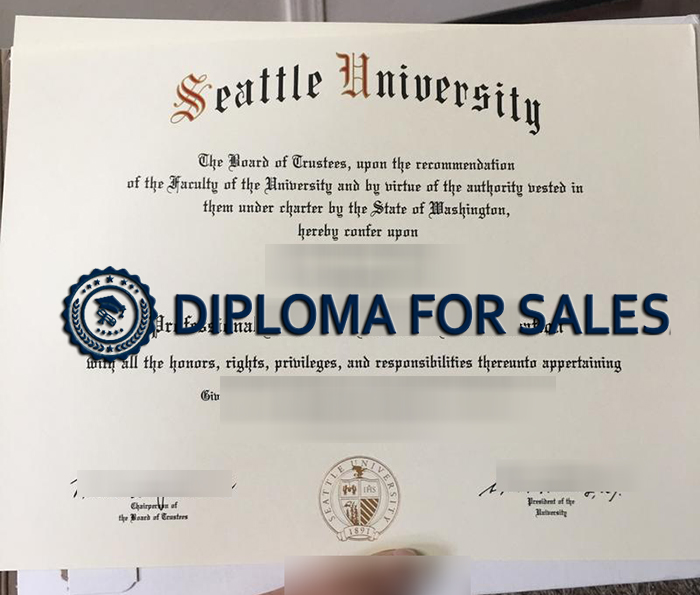 Seattle University
The Board of Trustees, upon the recommendation
of the Faculty of the University and by virtue of the authority vested in
them under charter by the State of Washington,
hereby confer upon
DIPLOMA FOR SALES
with all the honors, rights, privileges, and responsibilities thereunto appertaining
Chairperson of
the Board of Trustees
SEATTLE UNIVERSITY
IHS
1891
President of the
University